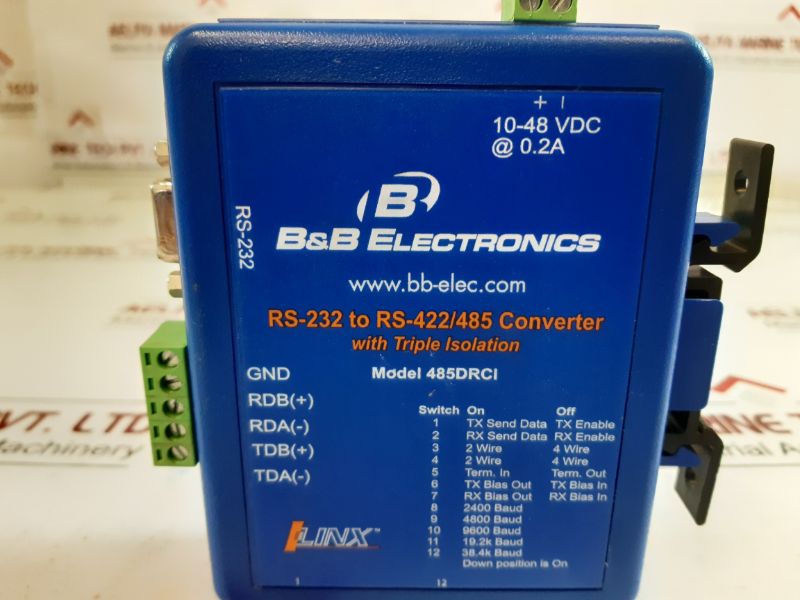 + -
10-48 VDC
@ 0.2A
RS-232
B
B&B ELECTRONICS
www.bb-elec.com
RS-232 to RS-422/485 Converter
with Triple Isolation
Model 485DRCI
GND
RDB(+)
RDA(-)
TDB(+)
TDA(-)
Switch On Off
1 TX Send Data TX Enable
2 RX Send Data RX Enable
3 2 Wire 4 Wire
4 2 Wire 4 Wire
5 Term. In Term. Out
6 TX Bias Out TX Bias In
7 RX Bias Out RX Bias In
8 2400 Baud
9 4800 Baud
10 9600 Baud
11 19.2k Baud
12 38.4k Baud
Down position is On
LINX™
1 12